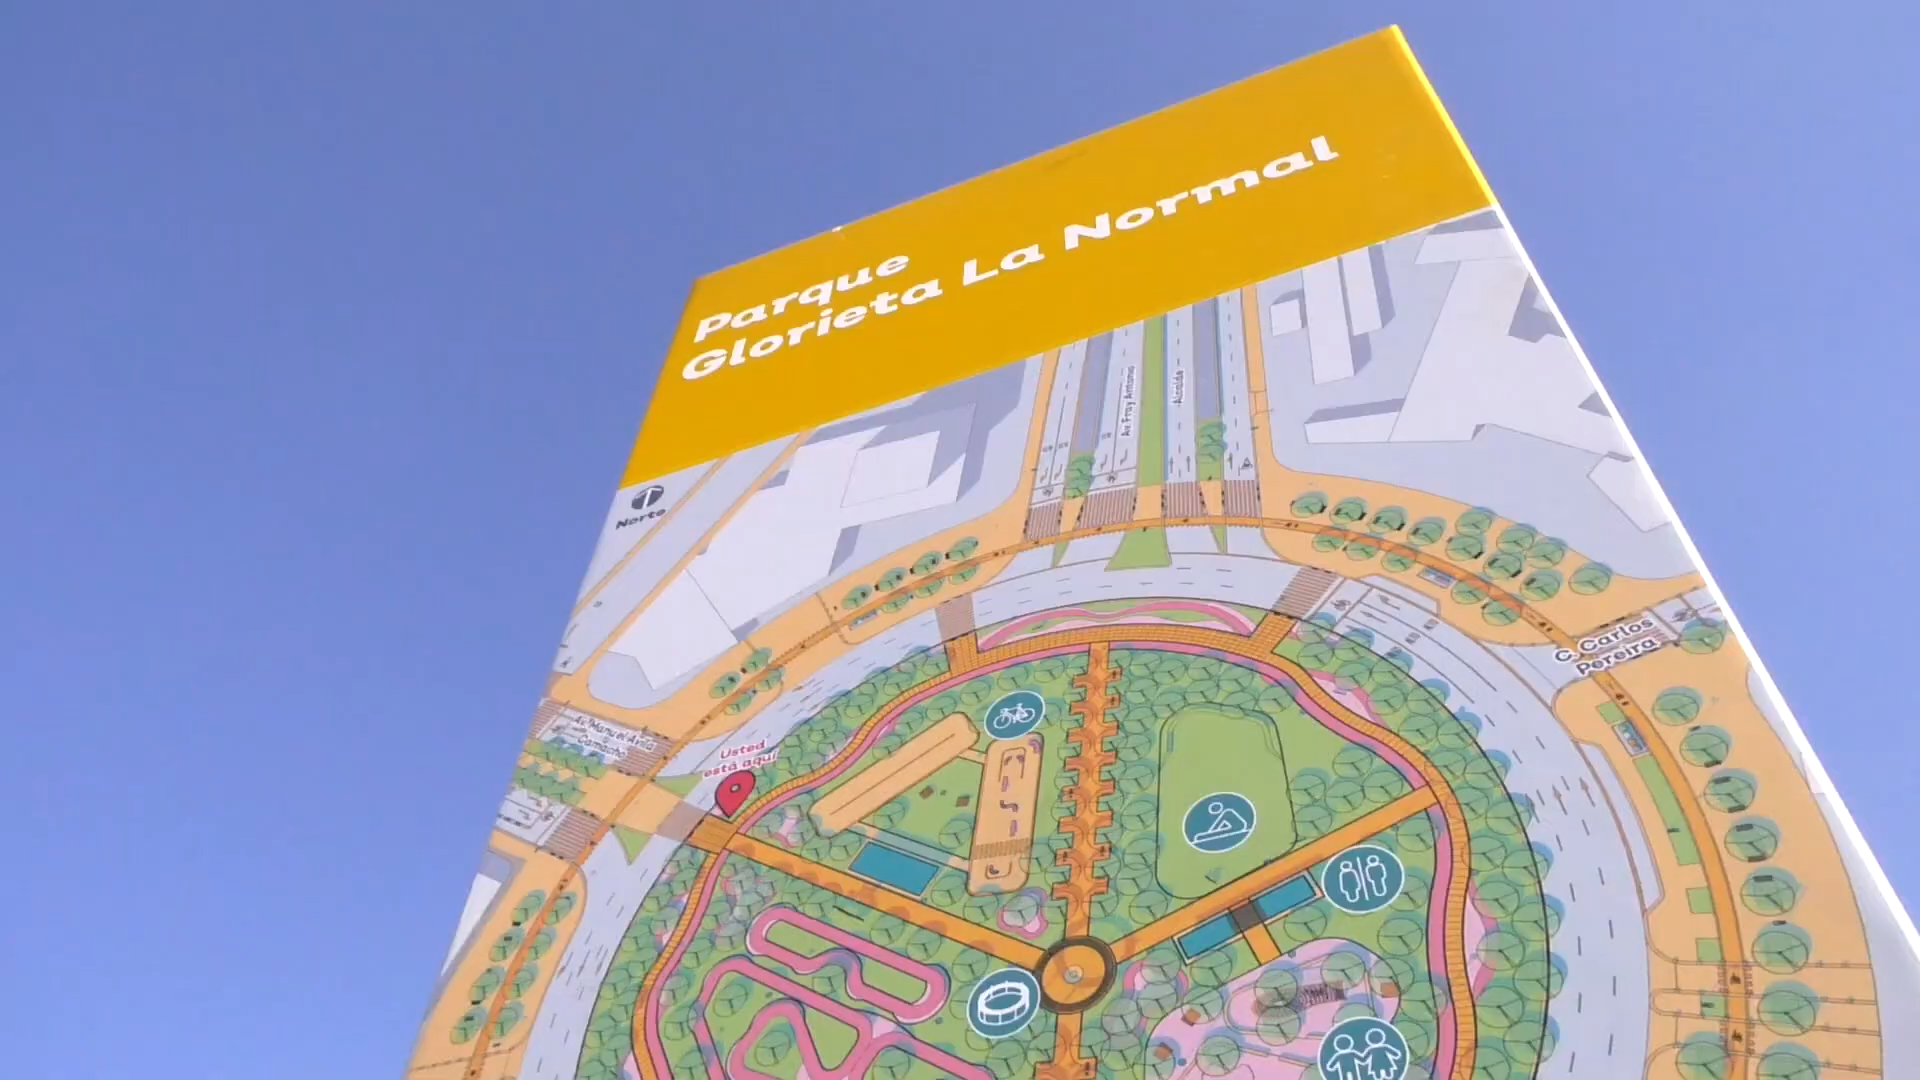 Parque
Glorieta La Normal
Norte
Av. Fray Antonio
Alcalde
C. Carlos
Pereira
Av. Manuel Ávila
Camacho
Usted
está aquí